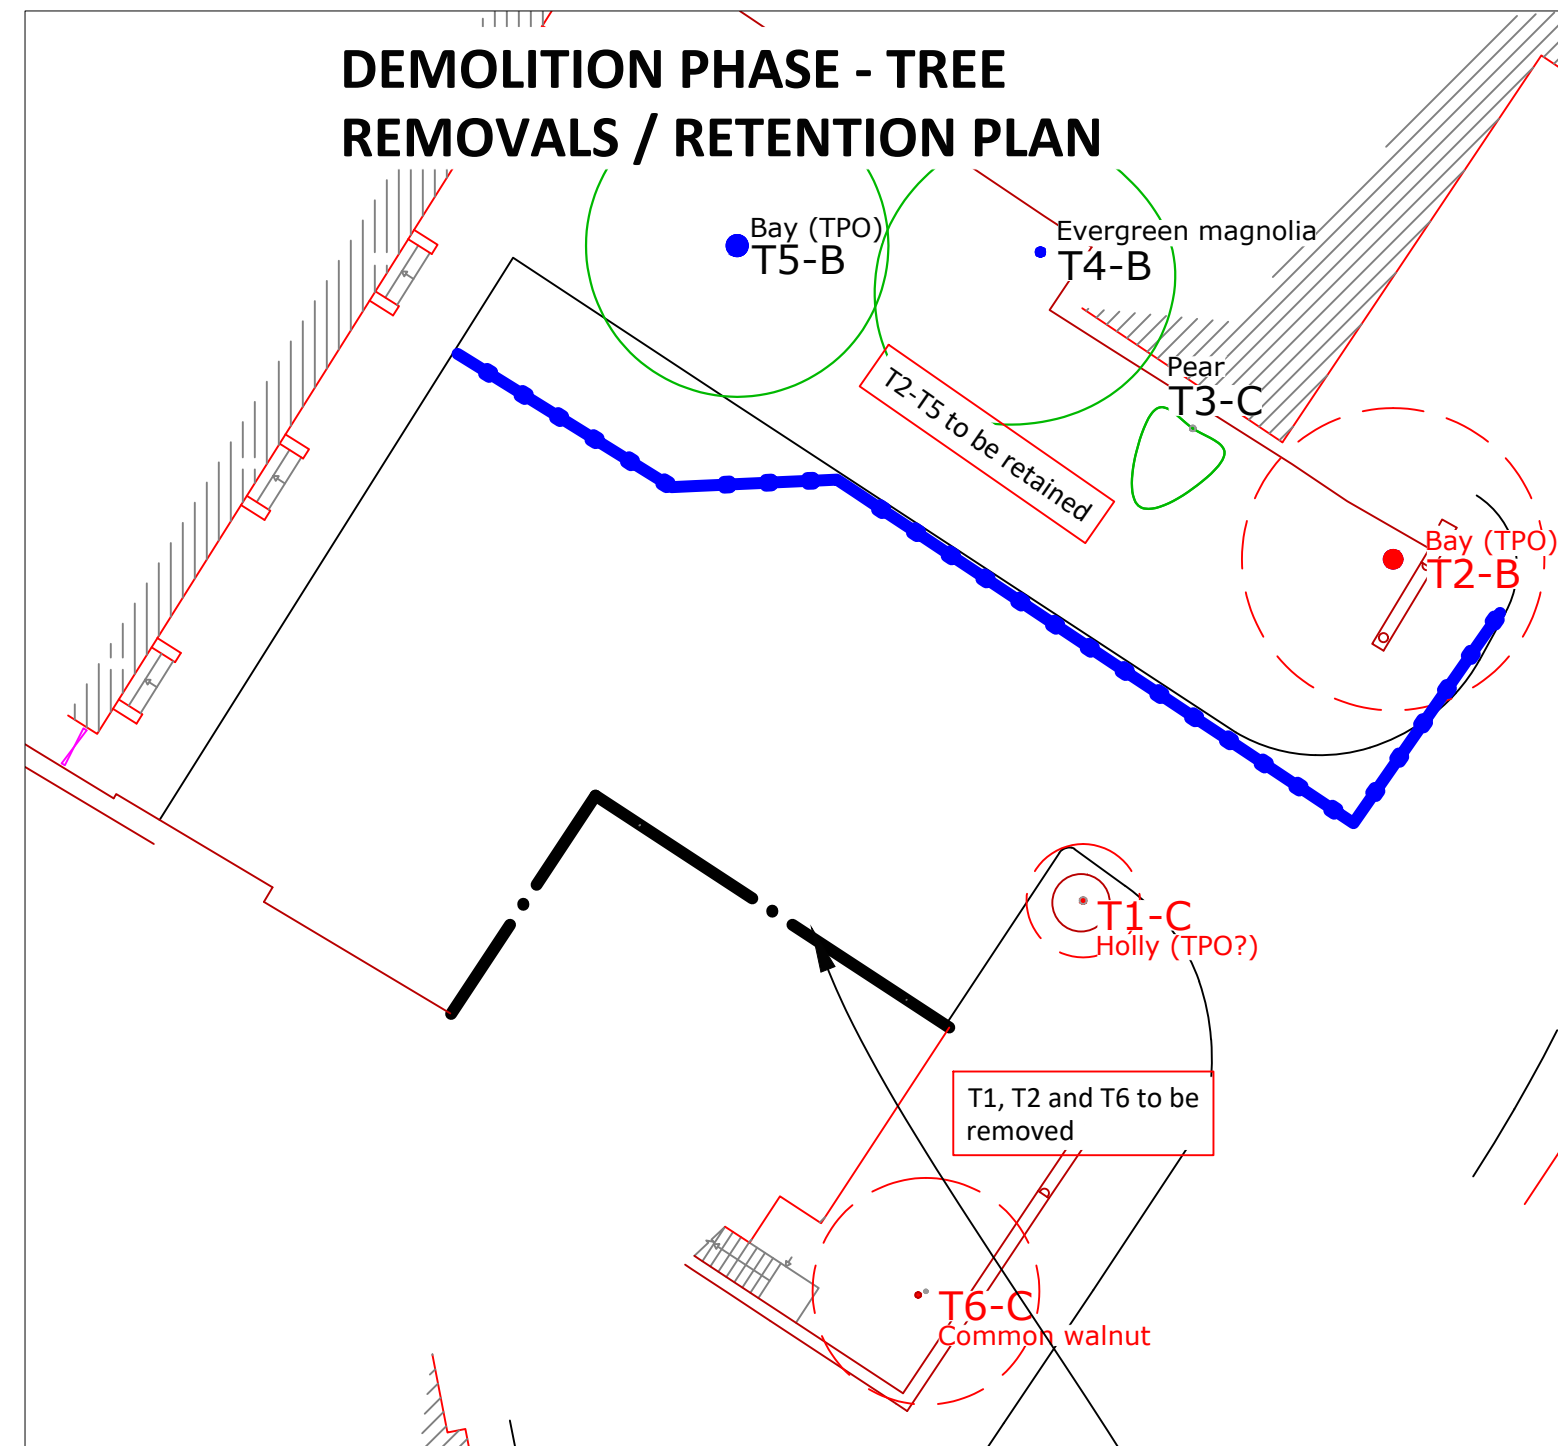 DEMOLITION PHASE - TREE
REMOVALS / RETENTION PLAN
Bay (TPO)
T5-B
Evergreen magnolia
T4-B
Pear
T3-C
T2-T5 to be retained
Bay (TPO)
T2-B
T1-C
Holly (TPO?)
T1, T2 and T6 to be
removed
T6-C
Common walnut